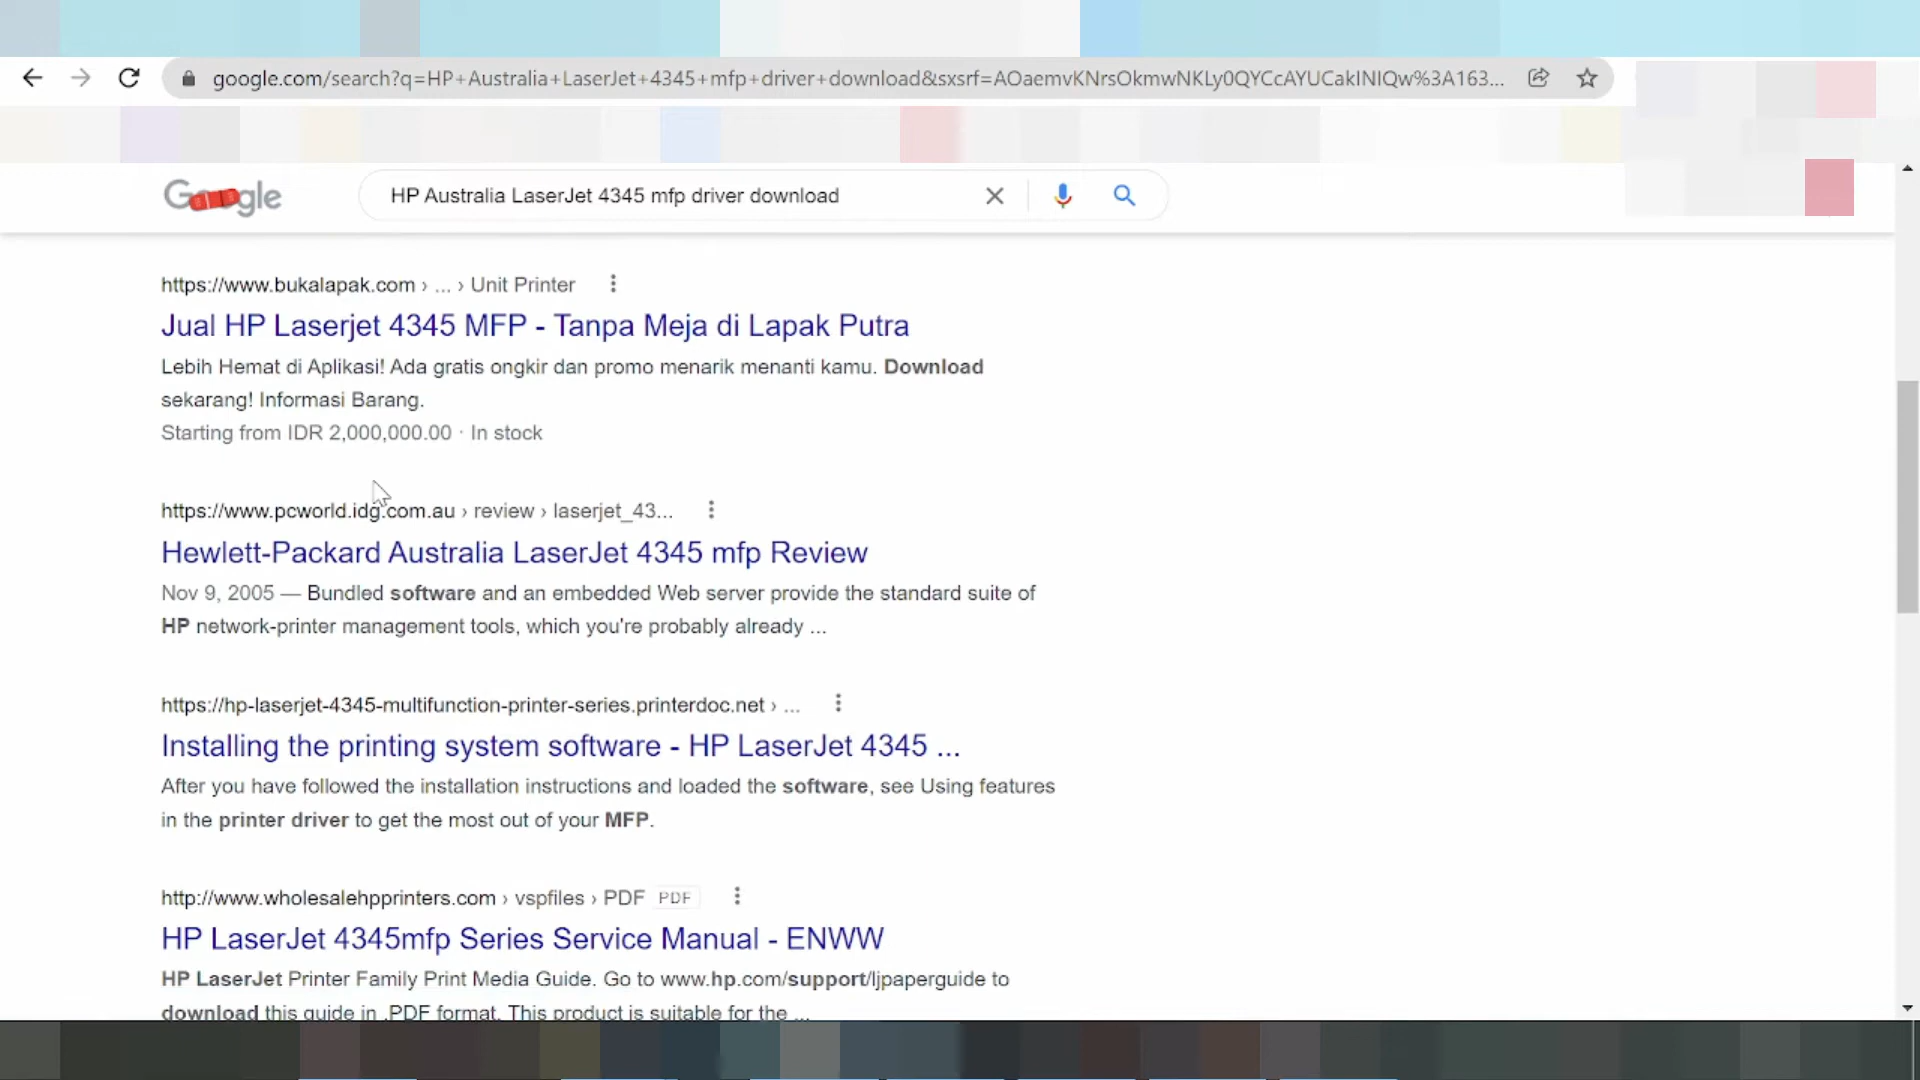 google.com/search?q=HP+Australia+LaserJet+4345+mfp+driver+download&sxsrf=AOaemvKNrsOkmwNKLy0QYCcAYUCakINIQw%3A163...
Google
HP Australia LaserJet 4345 mfp driver download
https://www.bukalapak.com › ... › Unit Printer
Jual HP Laserjet 4345 MFP - Tanpa Meja di Lapak Putra
Lebih Hemat di Aplikasi! Ada gratis ongkir dan promo menarik menanti kamu. Download
sekarang! Informasi Barang.
Starting from IDR 2,000,000.00 · In stock
https://www.pcworld.idg.com.au › review › laserjet_43...
Hewlett-Packard Australia LaserJet 4345 mfp Review
Nov 9, 2005 — Bundled software and an embedded Web server provide the standard suite of
HP network-printer management tools, which you're probably already ...
https://hp-laserjet-4345-multifunction-printer-series.printerdoc.net › ...
Installing the printing system software - HP LaserJet 4345 ...
After you have followed the installation instructions and loaded the software, see Using features
in the printer driver to get the most out of your MFP.
http://www.wholesalehpprinters.com › vspfiles › PDF PDF
HP LaserJet 4345mfp Series Service Manual - ENWW
HP LaserJet Printer Family Print Media Guide. Go to www.hp.com/support/ljpaperguide to
download this guide in .PDF format. This product is suitable for the ...